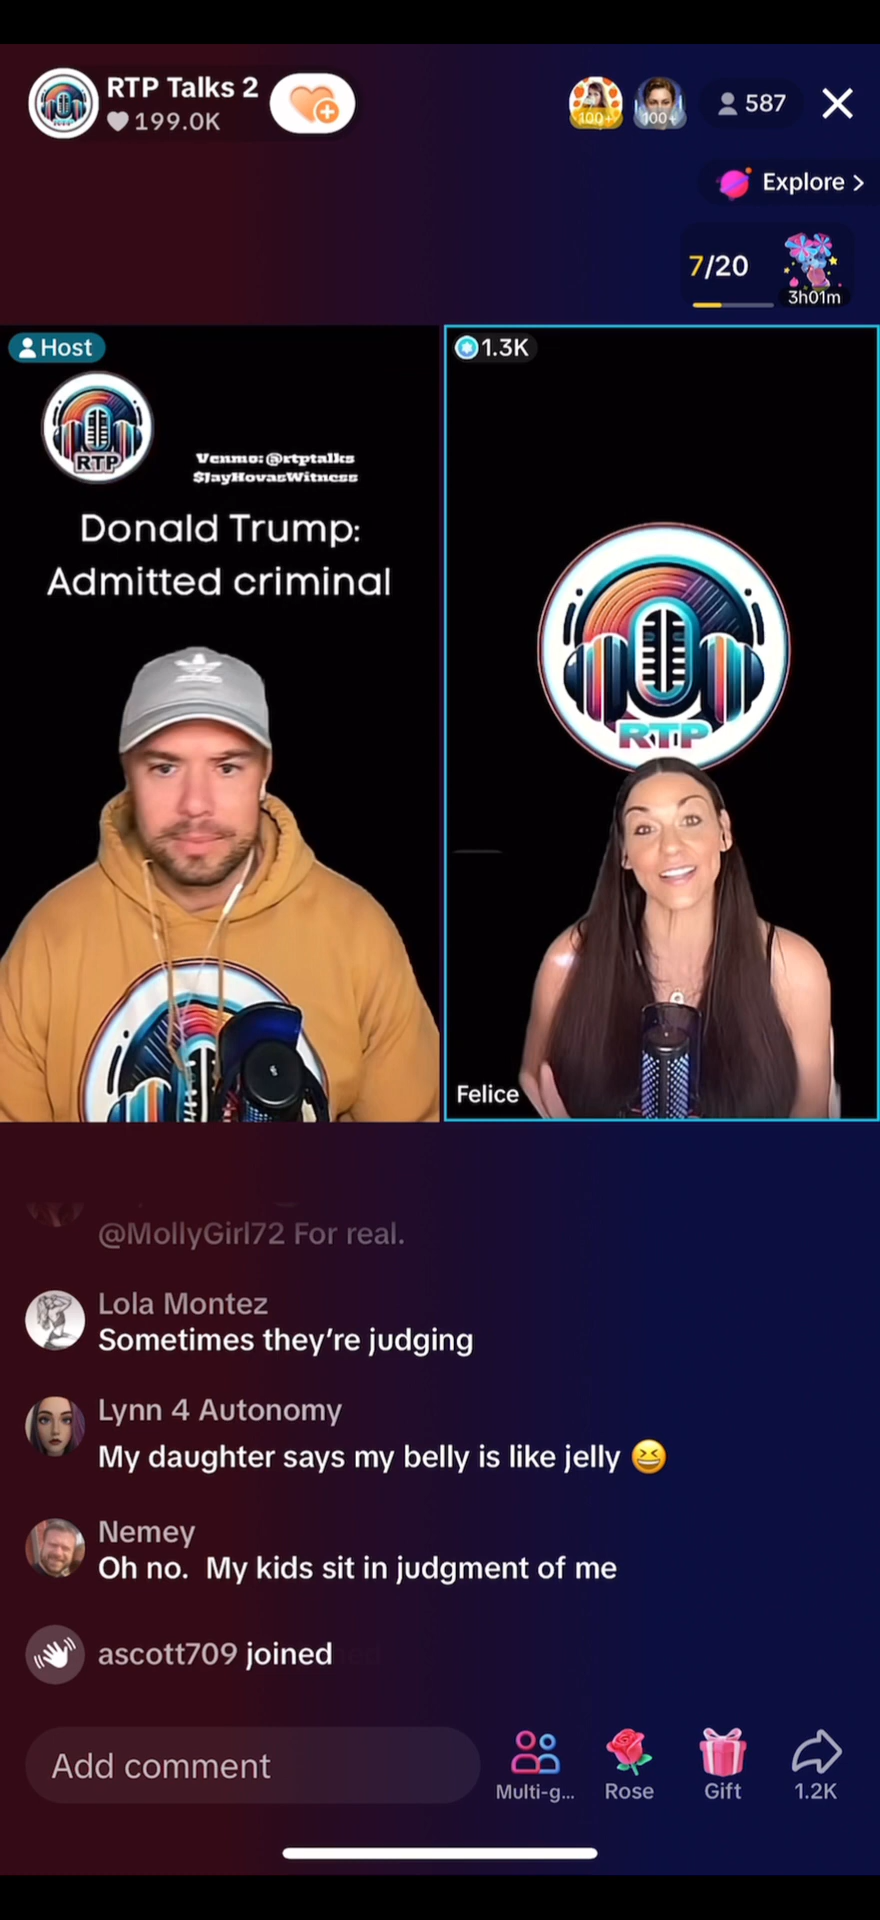 RTP Talks 2
199.0K
100+
100+
587
Explore >
7/20
3h01m
Host
1.3K
RTP
Venmo: @rtptalks
$JayHovasWitness
Donald Trump:
Admitted criminal
RTP
Felice
@MollyGirl72 For real.
Lola Montez
Sometimes they’re judging
Lynn 4 Autonomy
My daughter says my belly is like jelly 😆
Nemey
Oh no.  My kids sit in judgment of me
ascott709 joined
Add comment
Multi-g...
Rose
Gift
1.2K